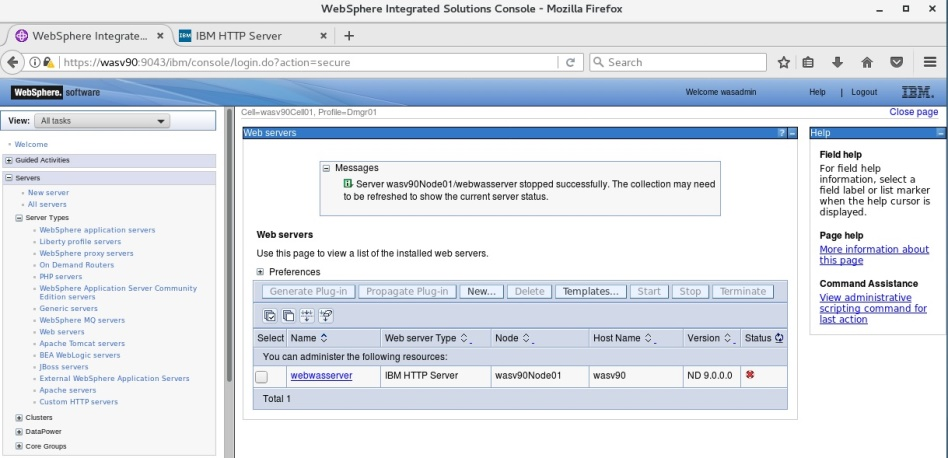 WebSphere Integrated Solutions Console - Mozilla Firefox
WebSphere Integrate...
IBM HTTP Server
https://wasv90:9043/ibm/console/login.do?action=secure
Search
WebSphere. software
Welcome wasadmin
Help | Logout
IBM.
View: All tasks
Cell=wasv90Cell01, Profile=Dmgr01
Close page
Welcome
Guided Activities
Servers
New server
All servers
Server Types
WebSphere application servers
Liberty profile servers
WebSphere proxy servers
On Demand Routers
PHP servers
WebSphere Application Server Community
Edition servers
Generic servers
WebSphere MQ servers
Web servers
Apache Tomcat servers
BEA WebLogic servers
JBoss servers
External WebSphere Application Servers
Apache servers
Custom HTTP servers
Clusters
DataPower
Core Groups
Web servers
Messages
Server wasv90Node01/webwasserver stopped successfully. The collection may need
to be refreshed to show the current server status.
Web servers
Use this page to view a list of the installed web servers.
Preferences
Generate Plug-in Propagate Plug-in New... Delete Templates... Start Stop Terminate
Select Name Web server Type Node Host Name Version Status
You can administer the following resources:
webwasserver IBM HTTP Server wasv90Node01 wasv90 ND 9.0.0.0
Total 1
Help
Field help
For field help
information, select a
field label or list marker
when the help cursor is
displayed.
Page help
More information about
this page
Command Assistance
View administrative
scripting command for
last action